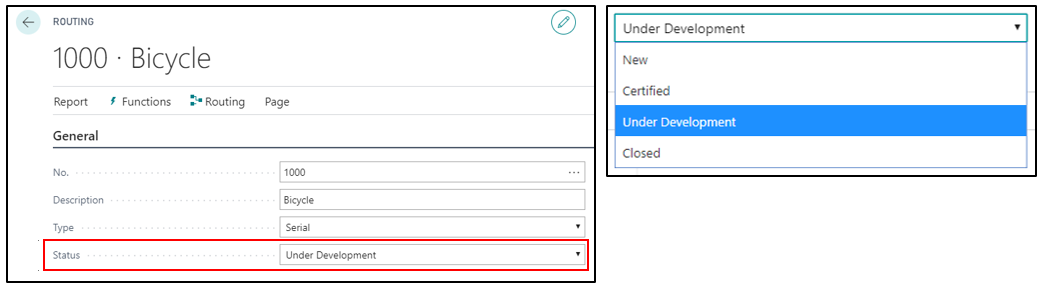 ROUTING
1000 · Bicycle
Report Functions Routing Page
General
No. 1000 ...
Description Bicycle
Type Serial
Status Under Development
Under Development
New
Certified
Under Development
Closed